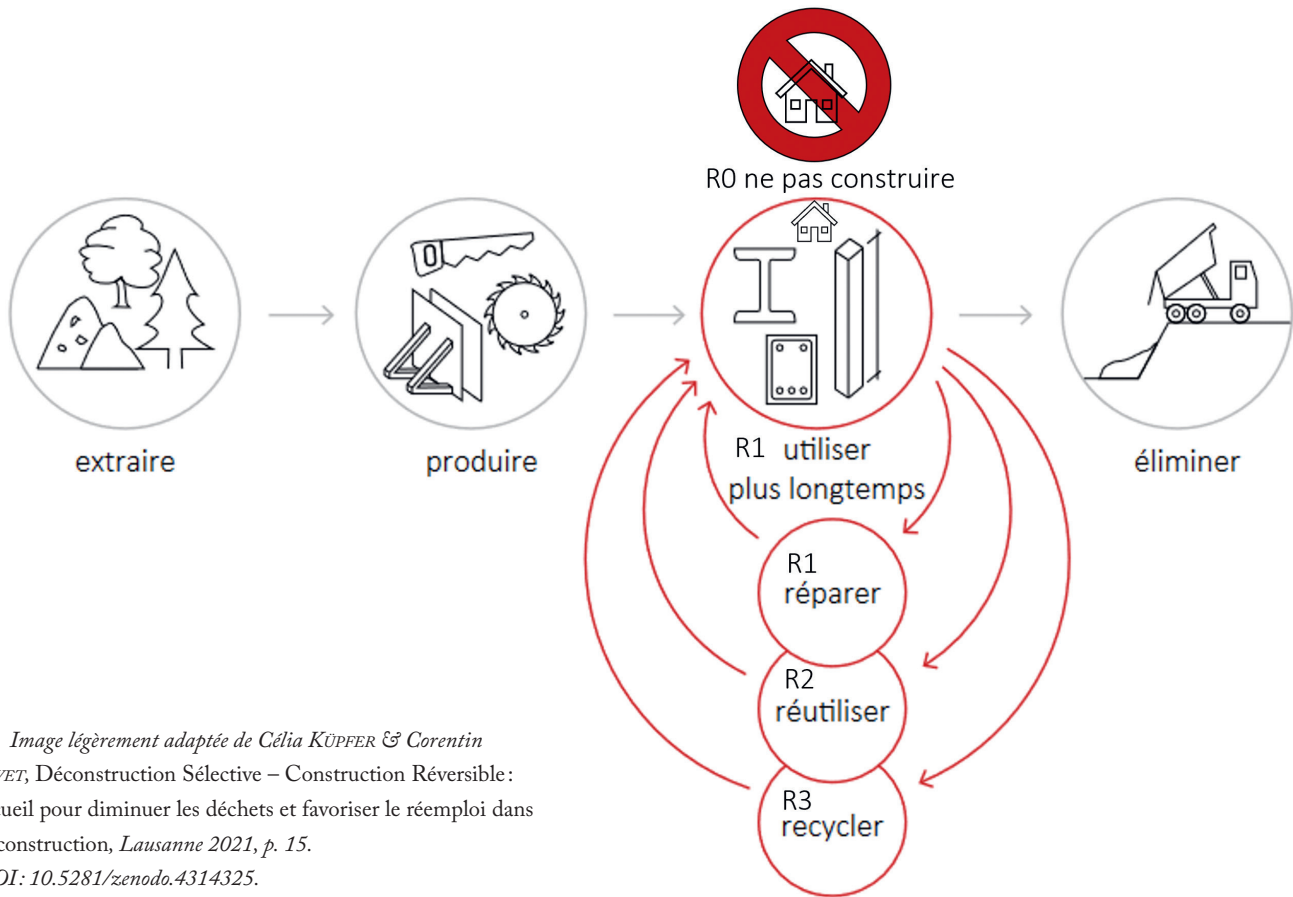 R0 ne pas construire
extraire
produire
R1 utiliser
plus longtemps
éliminer
R1
réparer
R2
réutiliser
R3
recycler
Image légèrement adaptée de Célia KÜPFER & Corentin
Déconstruction Sélective – Construction Réversible :
pour diminuer les déchets et favoriser le réemploi dans
construction, Lausanne 2021, p. 15.
10.5281/zenodo.4314325.